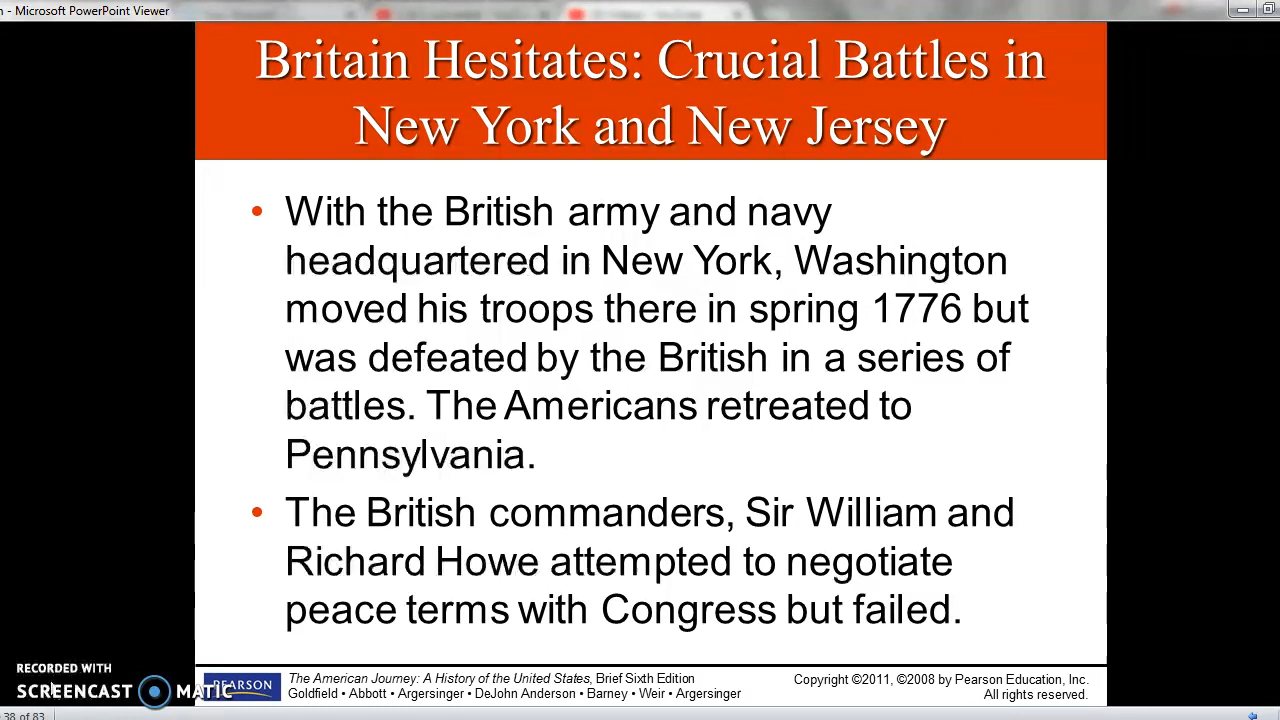 - Microsoft PowerPoint Viewer
Britain Hesitates: Crucial Battles in
New York and New Jersey
• With the British army and navy
headquartered in New York, Washington
moved his troops there in spring 1776 but
was defeated by the British in a series of
battles. The Americans retreated to
Pennsylvania.
• The British commanders, Sir William and
Richard Howe attempted to negotiate
peace terms with Congress but failed.
RECORDED WITH
SCREENCAST MATIC
PEARSON
The American Journey: A History of the United States, Brief Sixth Edition
Goldfield • Abbott • Argersinger • DeJohn Anderson • Barney • Weir • Argersinger
Copyright ©2011, ©2008 by Pearson Education, Inc.
All rights reserved.
38 of 83